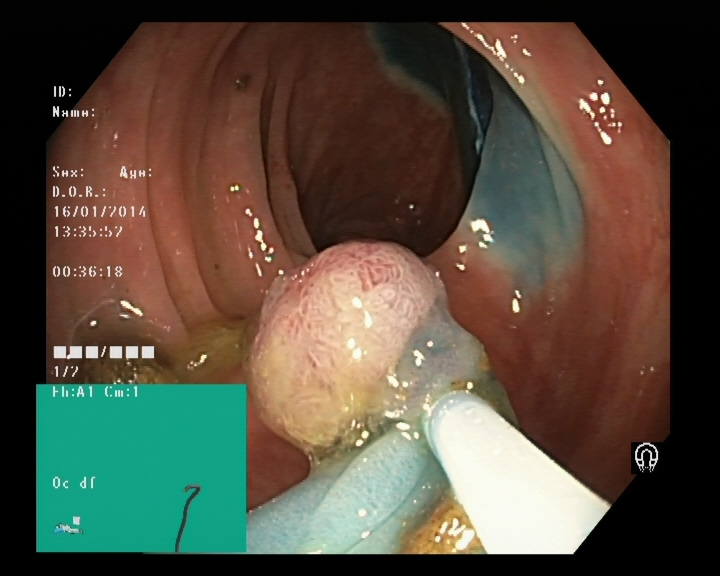 ID:
Name:
Sex: Age:
D.O.B.:
16/01/2014
13:35:52
00:36:18
■■■/■■■
1/2
Eh:A1 Cm:1
Oc df